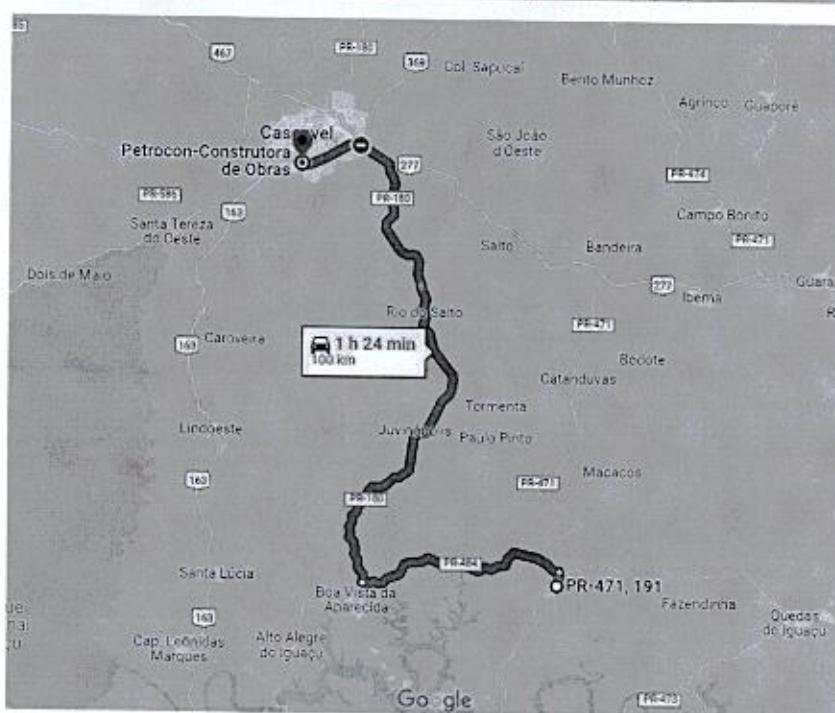 PR-180
467
369
Col. Sapucaí
Bento Munhoz
Agrinco
Guaporé
Cascavel
São João
d'Oeste
Petrocon-Construtora
de Obras
277
PR-474
PR-585
PR-180
163
Santa Tereza
do Oeste
Campo Bonito
PR-471
Salto
Bandeira
Dois de Maio
277
Ibema
Guara
Rio do Salto
PR-471
163
Caroveira
1 h 24 min
100 km
Bedote
Catanduvas
Tormenta
Lindoeste
Juvinópolis
Paulo Pinto
Macacos
163
PR-471
PR-180
PR-484
Santa Lúcia
PR-471, 191
Boa Vista da
Aparecida
Fazendinha
163
Quedas
do Iguaçu
Cap. Leônidas
Marques
Alto Alegre
do Iguaçu
Google
PR-473